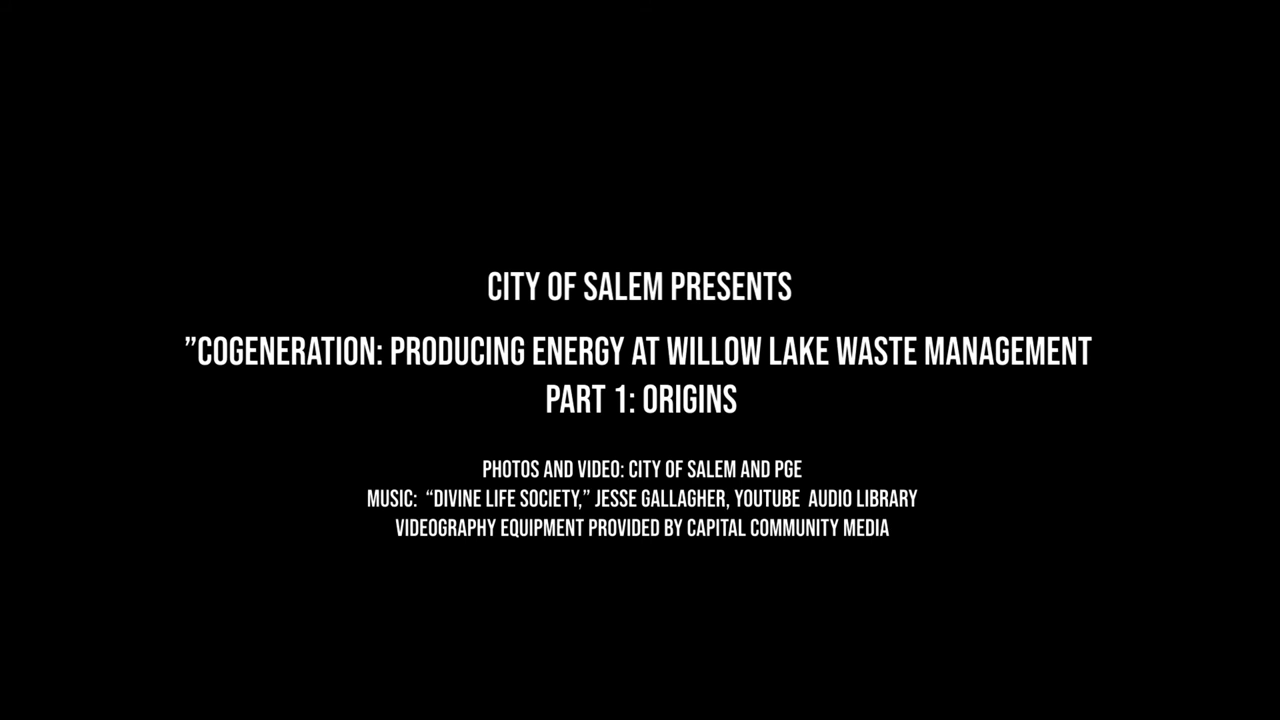 CITY OF SALEM PRESENTS
”COGENERATION: PRODUCING ENERGY AT WILLOW LAKE WASTE MANAGEMENT
PART 1: ORIGINS
PHOTOS AND VIDEO: CITY OF SALEM AND PGE
MUSIC: “DIVINE LIFE SOCIETY,” JESSE GALLAGHER, YOUTUBE AUDIO LIBRARY
VIDEOGRAPHY EQUIPMENT PROVIDED BY CAPITAL COMMUNITY MEDIA